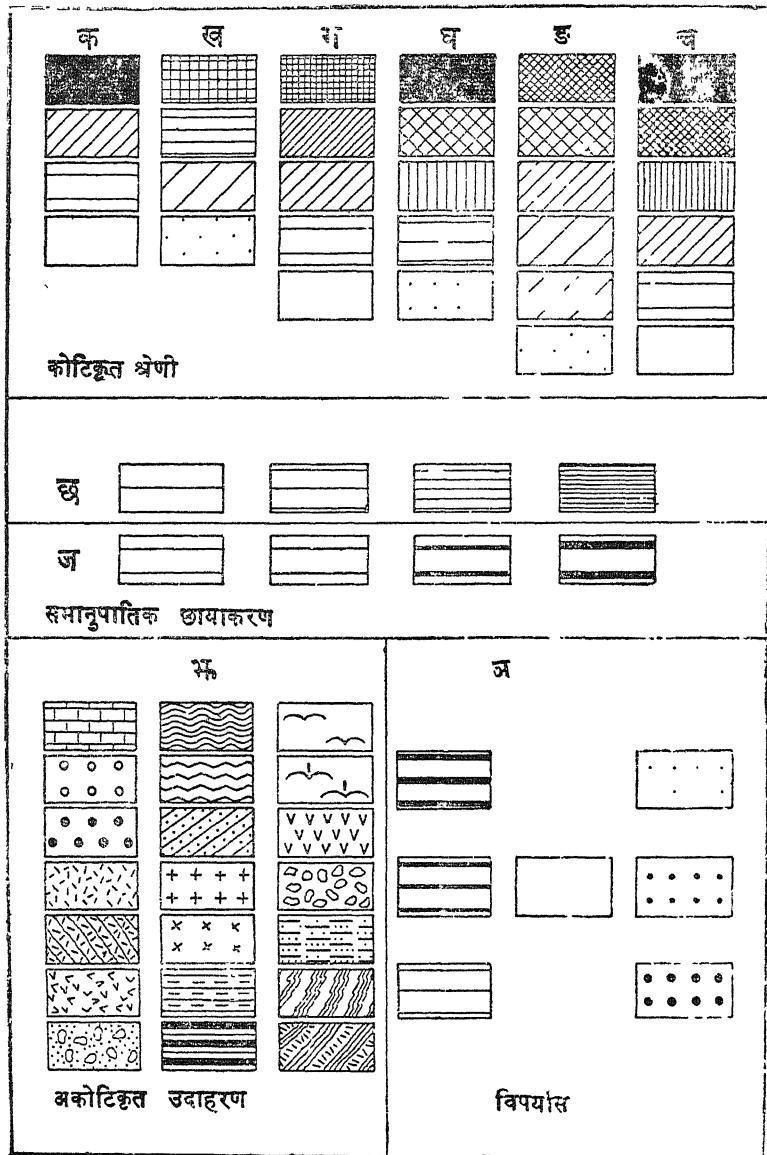 क ख ग घ ङ च
कोटिकृत श्रेणी
छ
ज
समानुपातिक छायाकरण
झ ञ
अकोटिकृत उदाहरण
विपर्यास